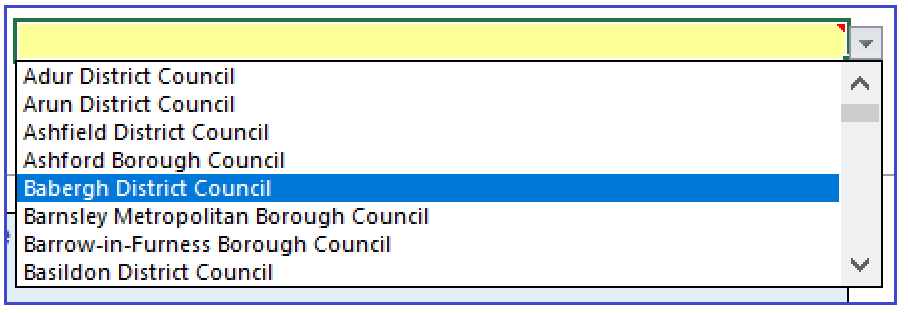 Adur District Council
Arun District Council
Ashfield District Council
Ashford Borough Council
Babergh District Council
Barnsley Metropolitan Borough Council
Barrow-in-Furness Borough Council
Basildon District Council